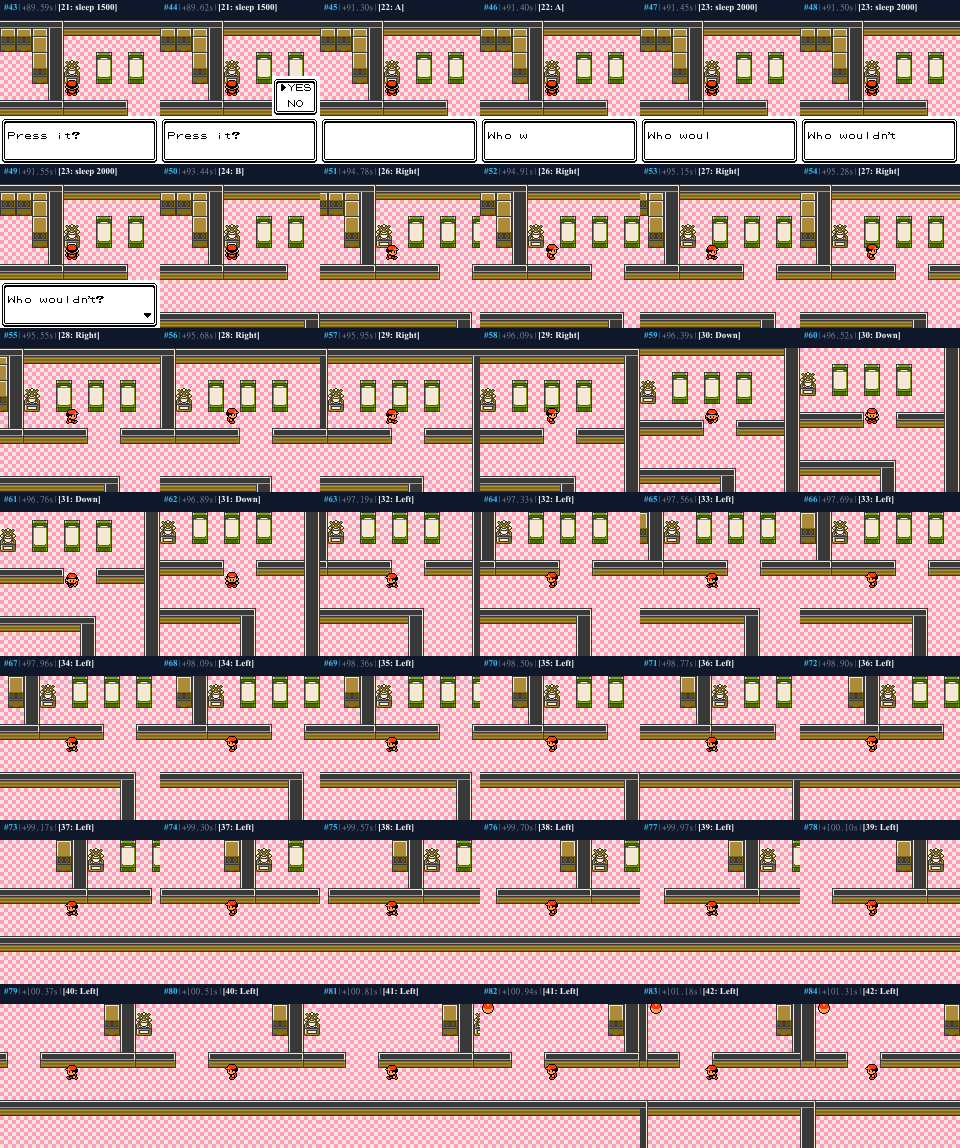 #43|+89.59s|[21: sleep 1500] #44|+89.62s|[21: sleep 1500] #45|+91.30s|[22: A] #46|+91.40s|[22: A] #47|+91.45s|[23: sleep 2000] #48|+91.50s|[23: sleep 2000]
▶YES
NO
Press it? Press it? Who w Who woul Who wouldn't
#49|+91.55s|[23: sleep 2000] #50|+93.44s|[24: B] #51|+94.78s|[26: Right] #52|+94.91s|[26: Right] #53|+95.15s|[27: Right] #54|+95.28s|[27: Right]
Who wouldn't?
#55|+95.55s|[28: Right] #56|+95.68s|[28: Right] #57|+95.95s|[29: Right] #58|+96.09s|[29: Right] #59|+96.39s|[30: Down] #60|+96.52s|[30: Down]
#61|+96.76s|[31: Down] #62|+96.89s|[31: Down] #63|+97.19s|[32: Left] #64|+97.33s|[32: Left] #65|+97.56s|[33: Left] #66|+97.69s|[33: Left]
#67|+97.96s|[34: Left] #68|+98.09s|[34: Left] #69|+98.36s|[35: Left] #70|+98.50s|[35: Left] #71|+98.77s|[36: Left] #72|+98.90s|[36: Left]
#73|+99.17s|[37: Left] #74|+99.30s|[37: Left] #75|+99.57s|[38: Left] #76|+99.70s|[38: Left] #77|+99.97s|[39: Left] #78|+100.10s|[39: Left]
#79|+100.37s|[40: Left] #80|+100.51s|[40: Left] #81|+100.81s|[41: Left] #82|+100.94s|[41: Left] #83|+101.18s|[42: Left] #84|+101.31s|[42: Left]